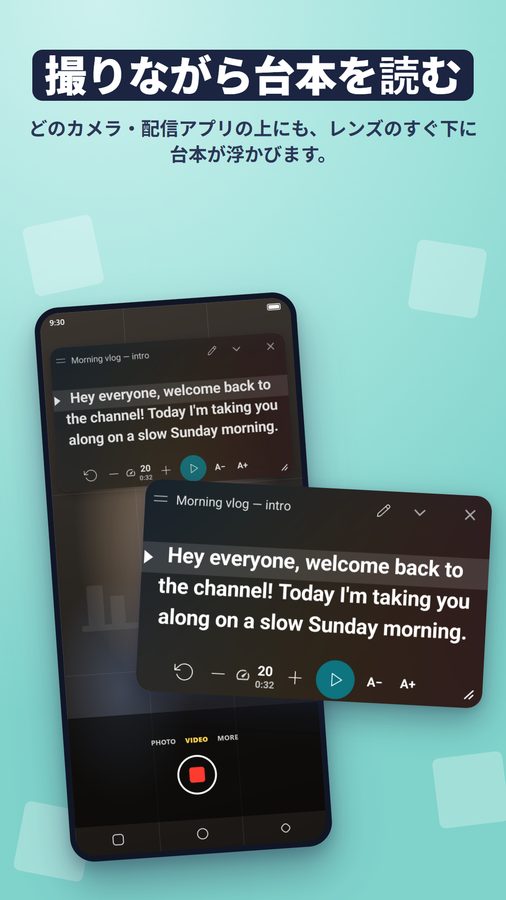 撮りながら台本を読む
どのカメラ・配信アプリの上にも、レンズのすぐ下に
台本が浮かびます。
9:30
Morning vlog — intro
Hey everyone, welcome back to
the channel! Today I'm taking you
along on a slow Sunday morning.
20
0:32
A− A+
Morning vlog — intro
Hey everyone, welcome back to
the channel! Today I'm taking you
along on a slow Sunday morning.
20
0:32
A− A+
PHOTO VIDEO MORE